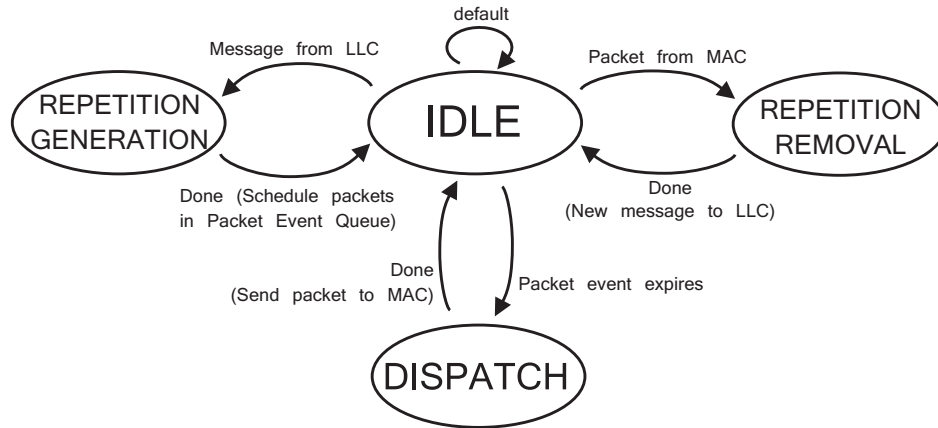 default
Message from LLC
Packet from MAC
REPETITION
GENERATION
IDLE
REPETITION
REMOVAL
Done (Schedule packets
in Packet Event Queue)
Done
(New message to LLC)
Done
(Send packet to MAC)
Packet event expires
DISPATCH